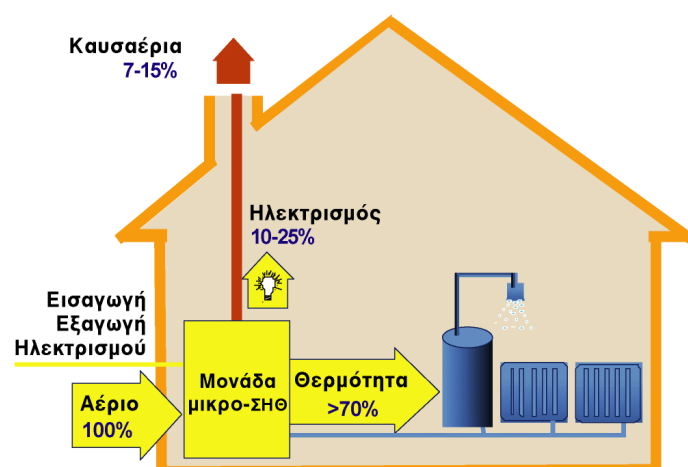 Καυσαέρια
7-15%
Ηλεκτρισμός
10-25%
Εισαγωγή
Εξαγωγή
Ηλεκτρισμού
Αέριο
100%
Μονάδα
μικρο-ΣΗΘ
Θερμότητα
>70%